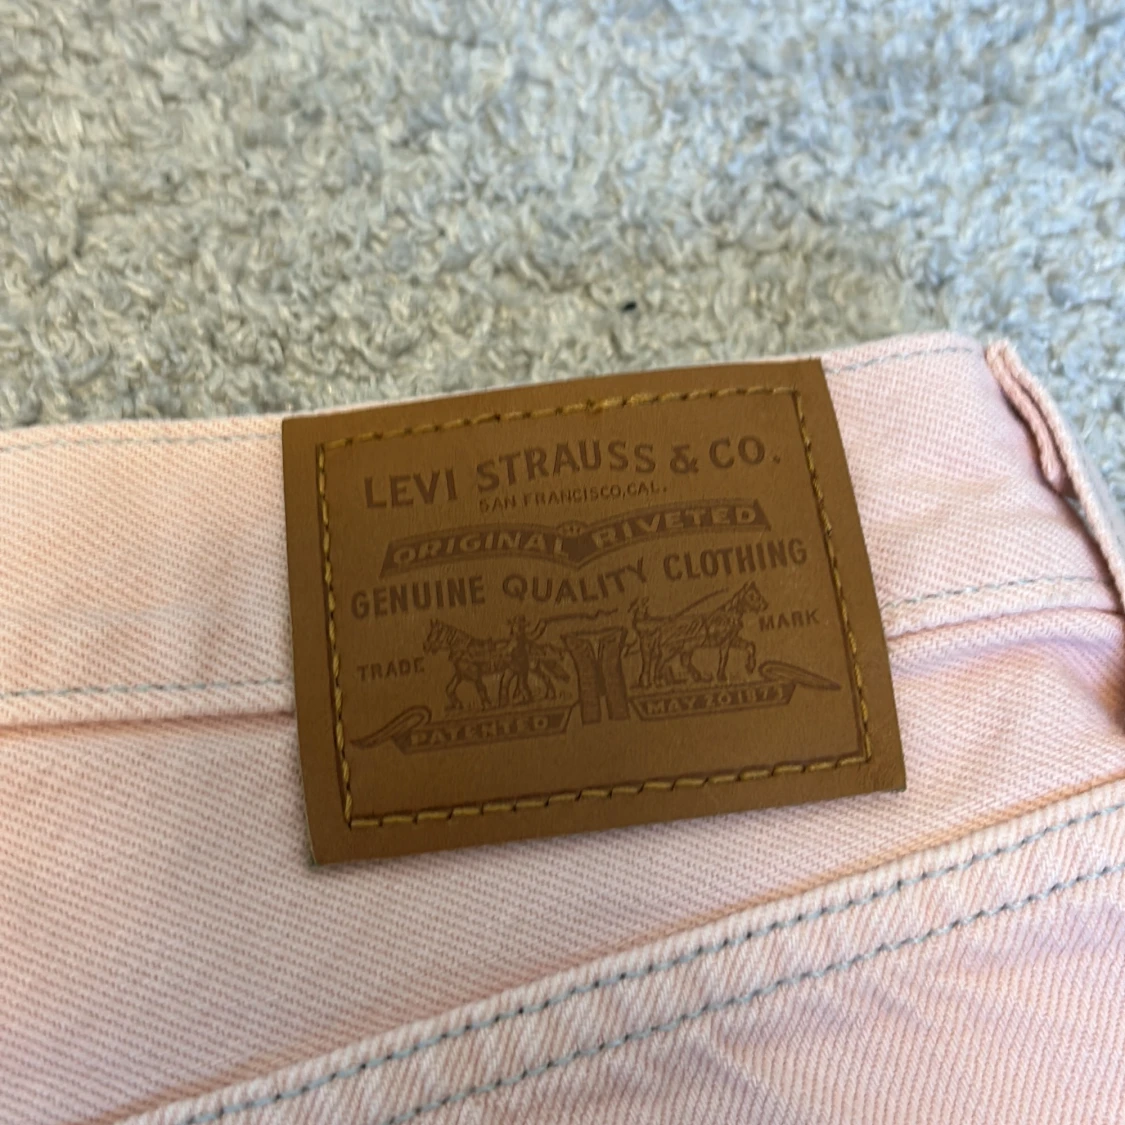 LEVI STRAUSS & CO.
SAN FRANCISCO, CAL.
ORIGINAL RIVETED
GENUINE QUALITY CLOTHING
TRADE MARK
PATENTED MAY 20 1873